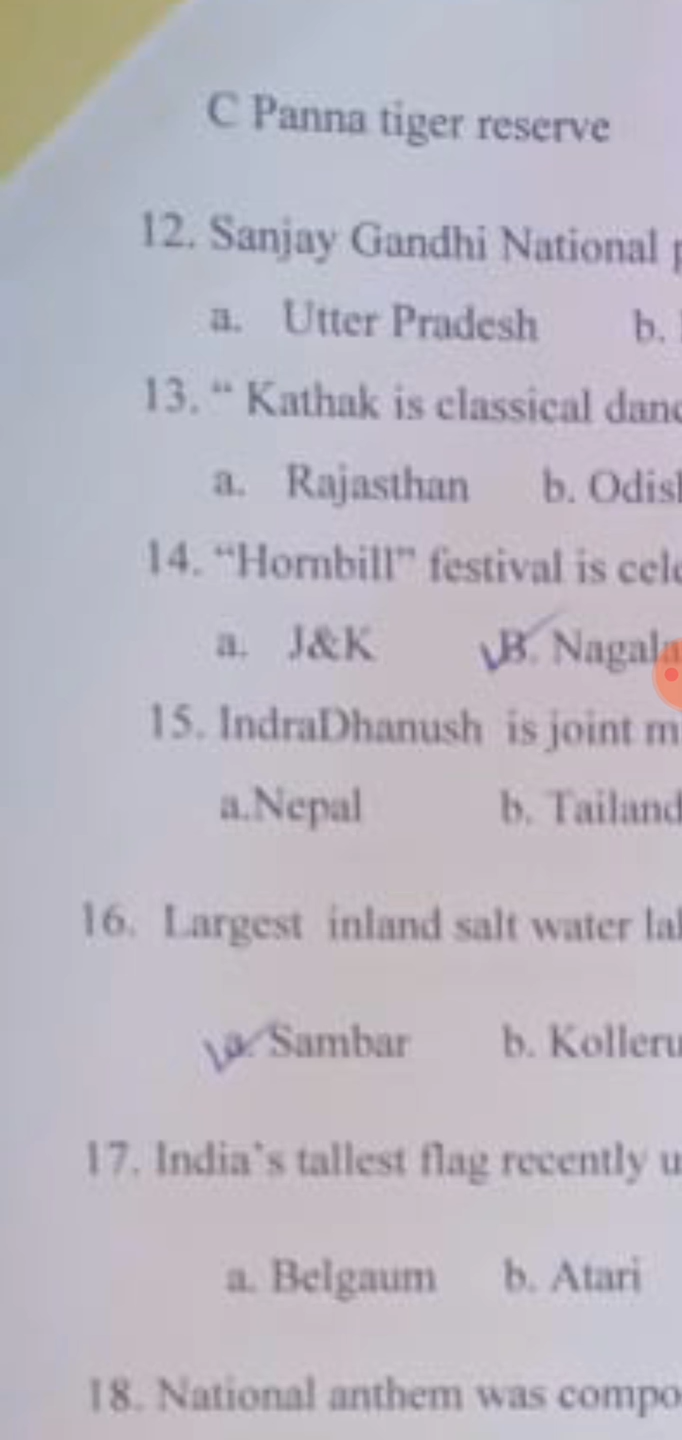 C Panna tiger reserve
12. Sanjay Gandhi National
a. Utter Pradesh b.
13. “ Kathak is classical
a. Rajasthan b.
14. “Hornbill” festival is
a. J&K B.
15. IndraDhanush is joint
a.Nepal b. Tailand
16. Largest inland salt water
a. Sambar b.
17. India`s tallest flag recently
a. Belgaum b. Atari
18. National anthem was